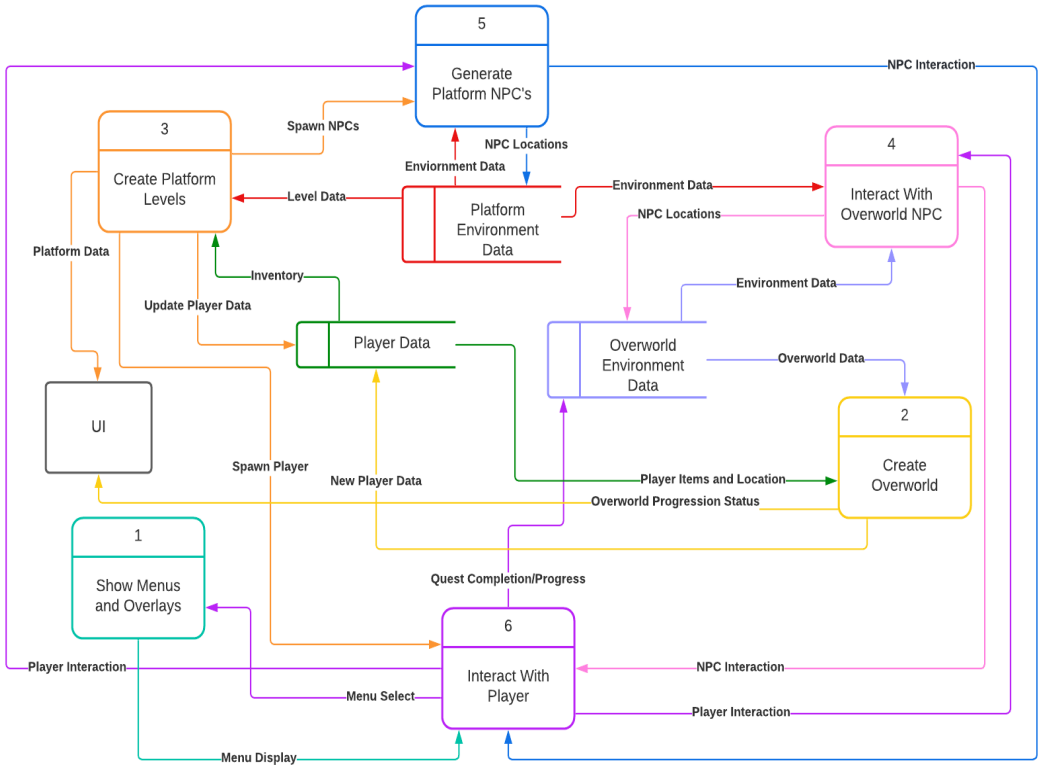 5
Generate
Platform NPC's
NPC Interaction
3
Create Platform
Levels
Spawn NPCs
NPC Locations
Enviornment Data
4
Interact With
Overworld NPC
Level Data
Platform
Environment
Data
Environment Data
NPC Locations
Platform Data
Inventory
Environment Data
Update Player Data
Player Data
Overworld
Environment
Data
Overworld Data
UI
2
Create
Overworld
Spawn Player
New Player Data
Player Items and Location
Overworld Progression Status
1
Show Menus
and Overlays
Quest Completion/Progress
6
Interact With
Player
Player Interaction
NPC Interaction
Menu Select
Player Interaction
Menu Display